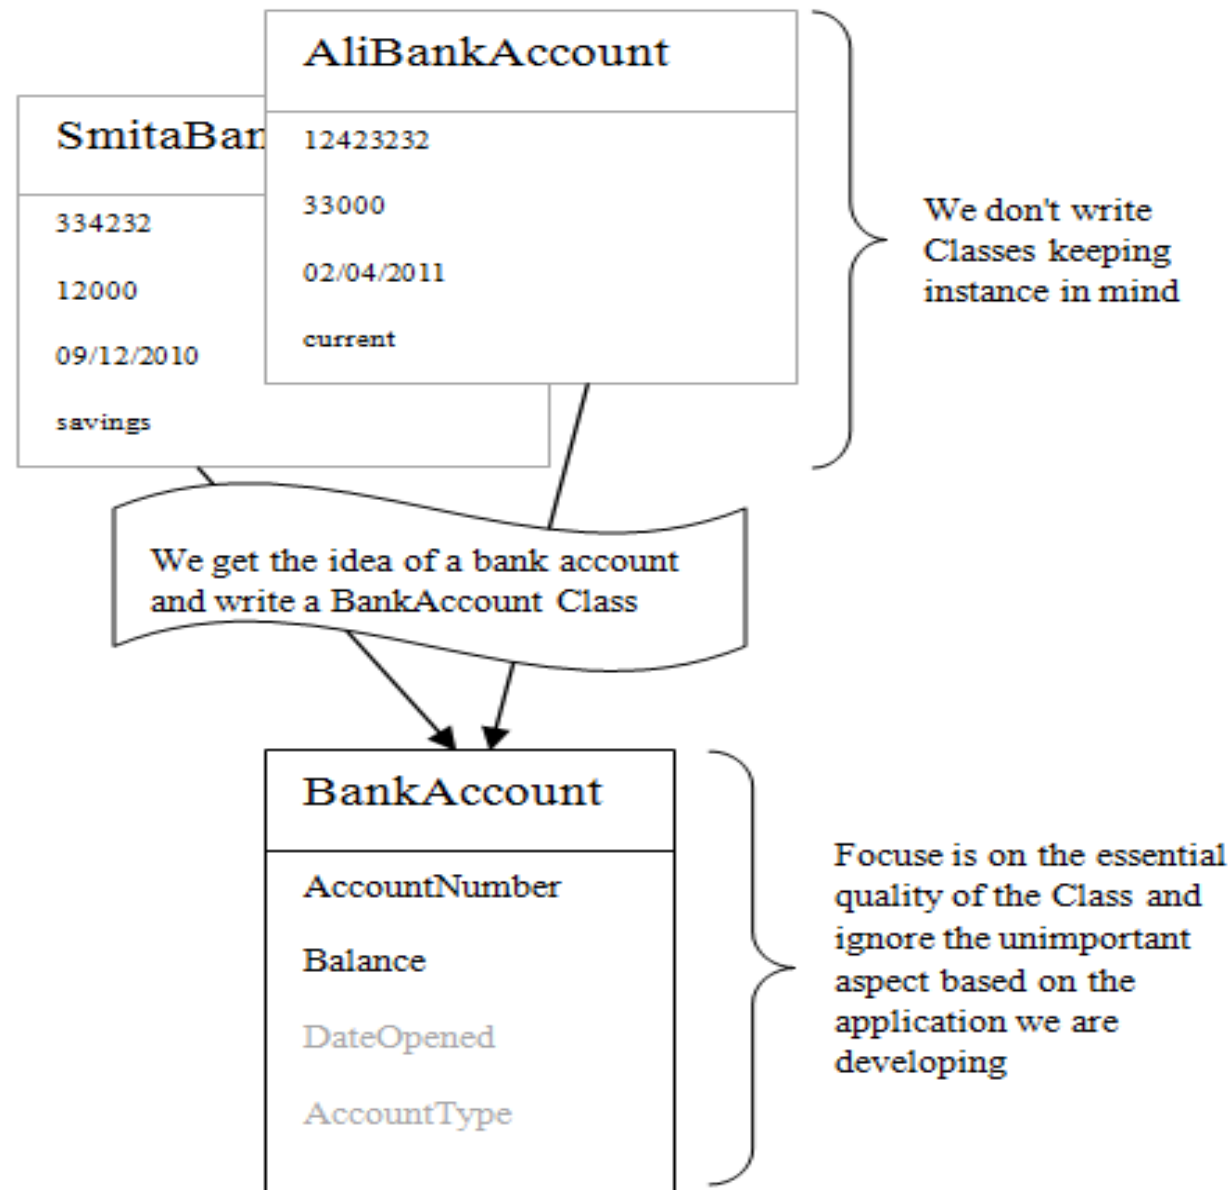 AliBankAccount
12423232
33000
02/04/2011
current
SmitaBan
334232
12000
09/12/2010
savings
We don't write
Classes keeping
instance in mind
We get the idea of a bank account
and write a BankAccount Class
BankAccount
AccountNumber
Balance
DateOpened
AccountType
Focuse is on the essential
quality of the Class and
ignore the unimportant
aspect based on the
application we are
developing